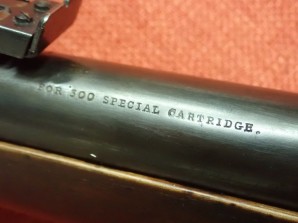 FOR 300 SPECIAL CARTRIDGE.